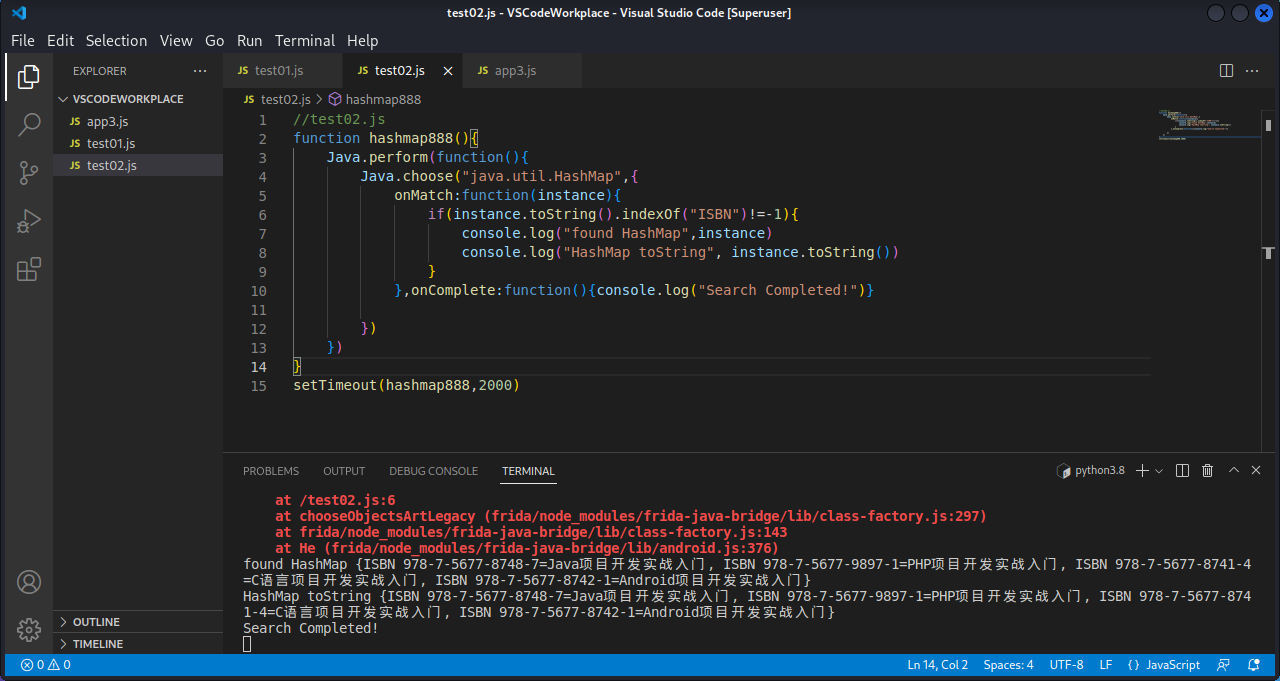 test02.js - VSCodeWorkplace - Visual Studio Code [Superuser]
File Edit Selection View Go Run Terminal Help
EXPLORER
VSCODEWORKPLACE
JS app3.js
JS test01.js
JS test02.js
OUTLINE
TIMELINE
JS test01.js JS test02.js JS app3.js
JS test02.js > hashmap888
1 //test02.js
2 function hashmap888(){
3 Java.perform(function(){
4 Java.choose("java.util.HashMap",{
5 onMatch:function(instance){
6 if(instance.toString().indexOf("ISBN")!=-1){
7 console.log("found HashMap",instance)
8 console.log("HashMap toString", instance.toString())
9 }
10 },onComplete:function(){console.log("Search Completed!")}
11
12 })
13 })
14 }
15 setTimeout(hashmap888,2000)
PROBLEMS OUTPUT DEBUG CONSOLE TERMINAL python3.8
at /test02.js:6
at chooseObjectsArtLegacy (frida/node_modules/frida-java-bridge/lib/class-factory.js:297)
at frida/node_modules/frida-java-bridge/lib/class-factory.js:143
at He (frida/node_modules/frida-java-bridge/lib/android.js:376)
found HashMap {ISBN 978-7-5677-8748-7=Java项目开发实战入门, ISBN 978-7-5677-9897-1=PHP项目开发实战入门, ISBN 978-7-5677-8741-4
=C语言项目开发实战入门, ISBN 978-7-5677-8742-1=Android项目开发实战入门}
HashMap toString {ISBN 978-7-5677-8748-7=Java项目开发实战入门, ISBN 978-7-5677-9897-1=PHP项目开发实战入门, ISBN 978-7-5677-874
1-4=C语言项目开发实战入门, ISBN 978-7-5677-8742-1=Android项目开发实战入门}
Search Completed!
0 0 Ln 14, Col 2 Spaces: 4 UTF-8 LF {} JavaScript